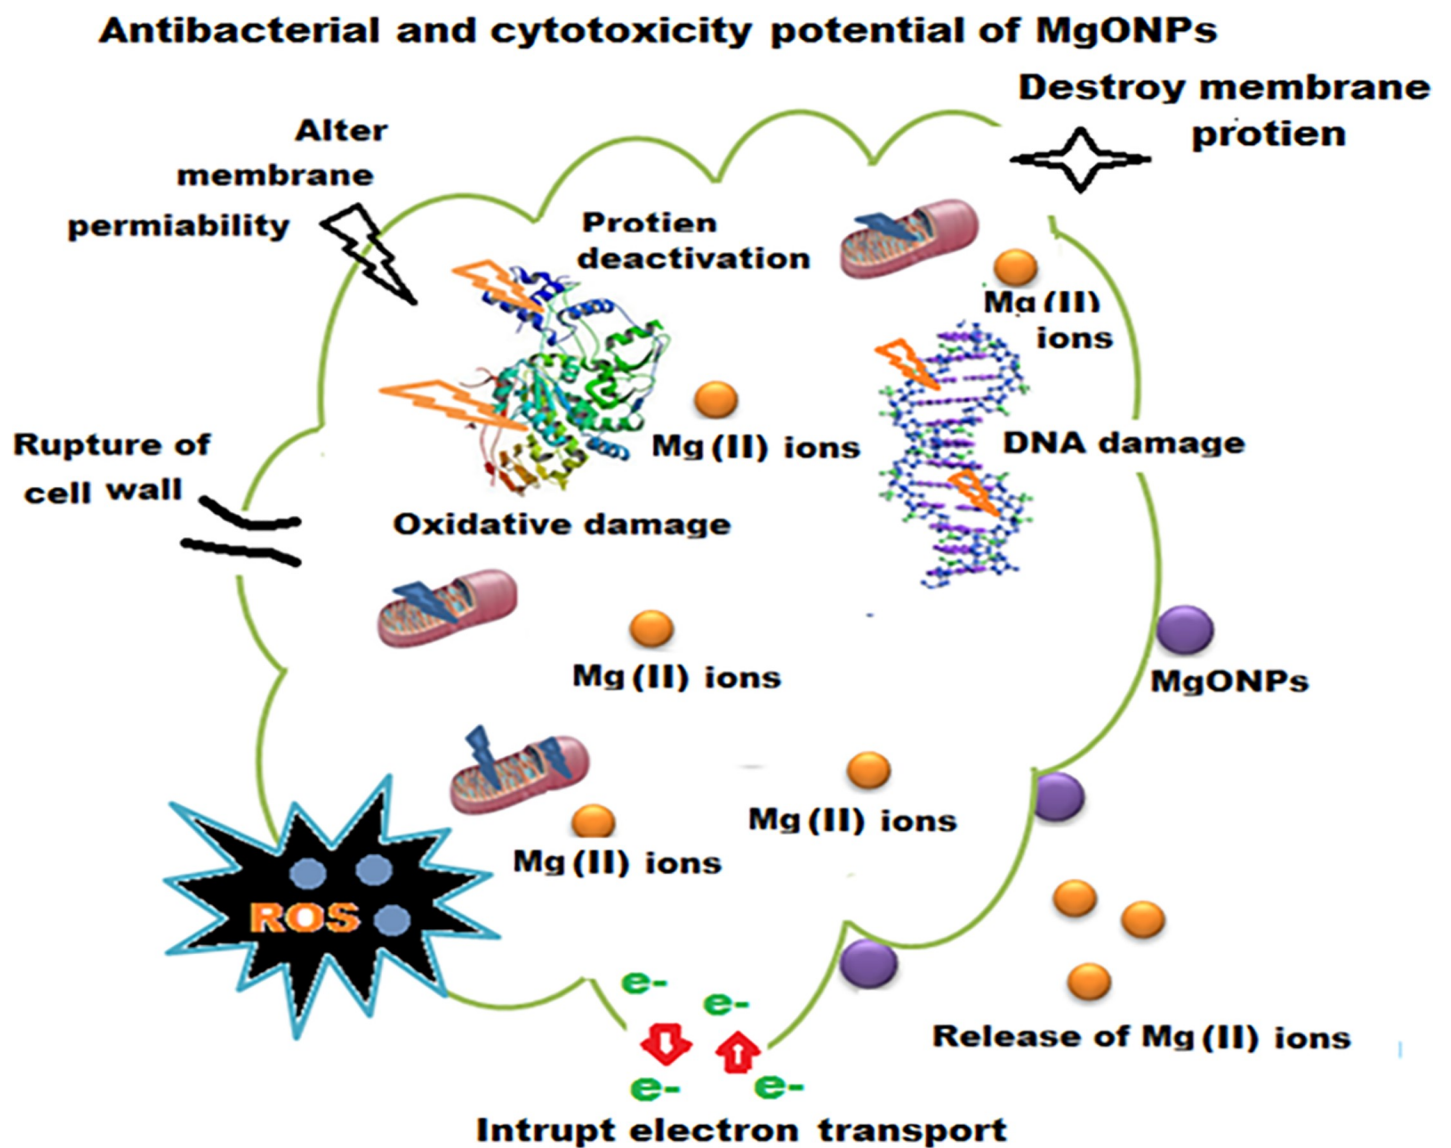 Antibacterial and cytotoxicity potential of MgONPs
Destroy membrane
protien
Alter
membrane
permiability
Protien
deactivation
Mg (II)
ions
Mg (II) ions
DNA damage
Rupture of
cell wall
Oxidative damage
Mg (II) ions
MgONPs
Mg (II) ions
Mg (II) ions
ROS
e-
e-
e-
e-
Release of Mg (II) ions
Intrupt electron transport